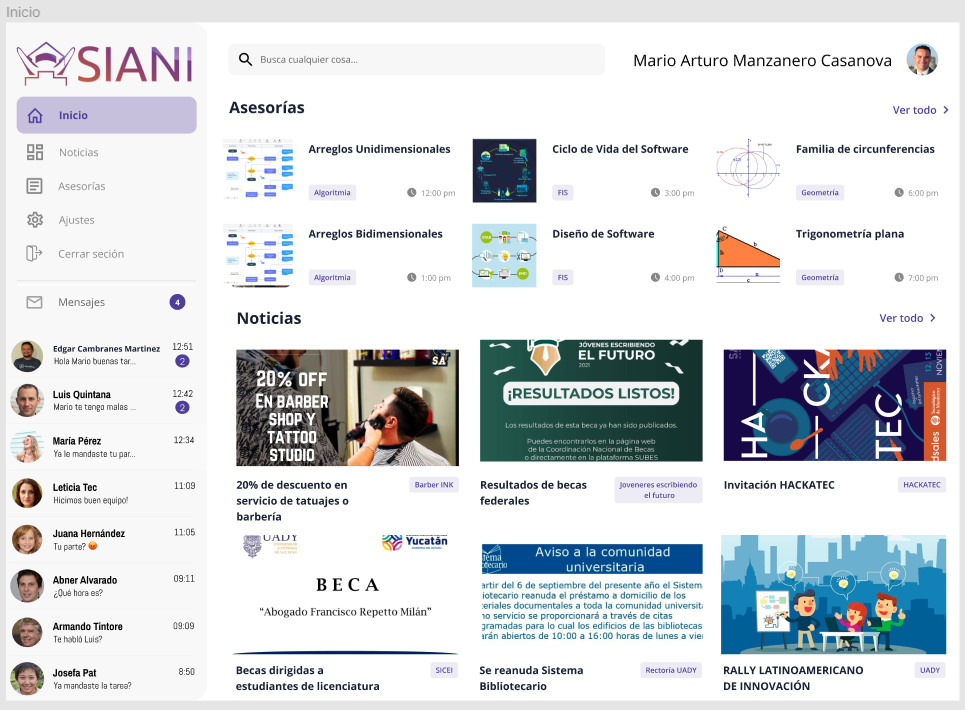 Inicio
SIANI
Busca cualquier cosa...
Mario Arturo Manzanero Casanova
Inicio
Noticias
Asesorías
Ajustes
Cerrar seción
Mensajes
4
Edgar Cambranes Martinez
12:51
Hola Mario buenas tar...
2
Luis Quintana
12:42
Mario te tengo malas ...
2
María Pérez
12:34
Ya le mandaste tu par...
Leticia Tec
11:09
Hicimos buen equipo!
Juana Hernández
11:05
Tu parte? 😡
Abner Alvarado
09:11
¿Qué hora es?
Armando Tintore
09:09
Te habló Luis?
Josefa Pat
8:50
Ya mandaste la tarea?
Asesorías
Ver todo
Arreglos Unidimensionales
Algoritmia
12:00 pm
Ciclo de Vida del Software
FIS
3:00 pm
Familia de circunferencias
Geometría
6:00 pm
Arreglos Bidimensionales
Algoritmia
1:00 pm
Diseño de Software
FIS
4:00 pm
Trigonometría plana
Geometría
7:00 pm
Noticias
Ver todo
SA
20% OFF
EN BARBER
SHOP Y
TATTOO
STUDIO
20% de descuento en
servicio de tatuajes o
barbería
Barber INK
JÓVENES ESCRIBIENDO
EL FUTURO
2021
¡RESULTADOS LISTOS!
Los resultados de esta beca ya han sido publicados.
Puedes encontrarlos en la página web
de la Coordinación Nacional de Becas
o directamente en la plataforma SUBES
Resultados de becas
federales
Joveneres escribiendo
el futuro
HA
CK
TEC
12, 13
NOVIEM
Invitación HACKATEC
HACKATEC
UADY
Yucatán
BECA
“Abogado Francisco Repetto Milán”
Becas dirigidas a
estudiantes de licenciatura
SICEI
Aviso a la comunidad
universitaria
artir del 6 de septiembre del presente año el Sistem
liotecario reanuda el préstamo a domicilio de los
teriales documentales a toda la comunidad universita
no servicio se proporcionará a través de citas
gramadas para lo cual los edificios de las bibliotecas
arán abiertos de 10:00 a 16:00 horas de lunes a vier
Se reanuda Sistema
Bibliotecario
Rectoría UADY
RALLY LATINOAMERICANO
DE INNOVACIÓN
UADY